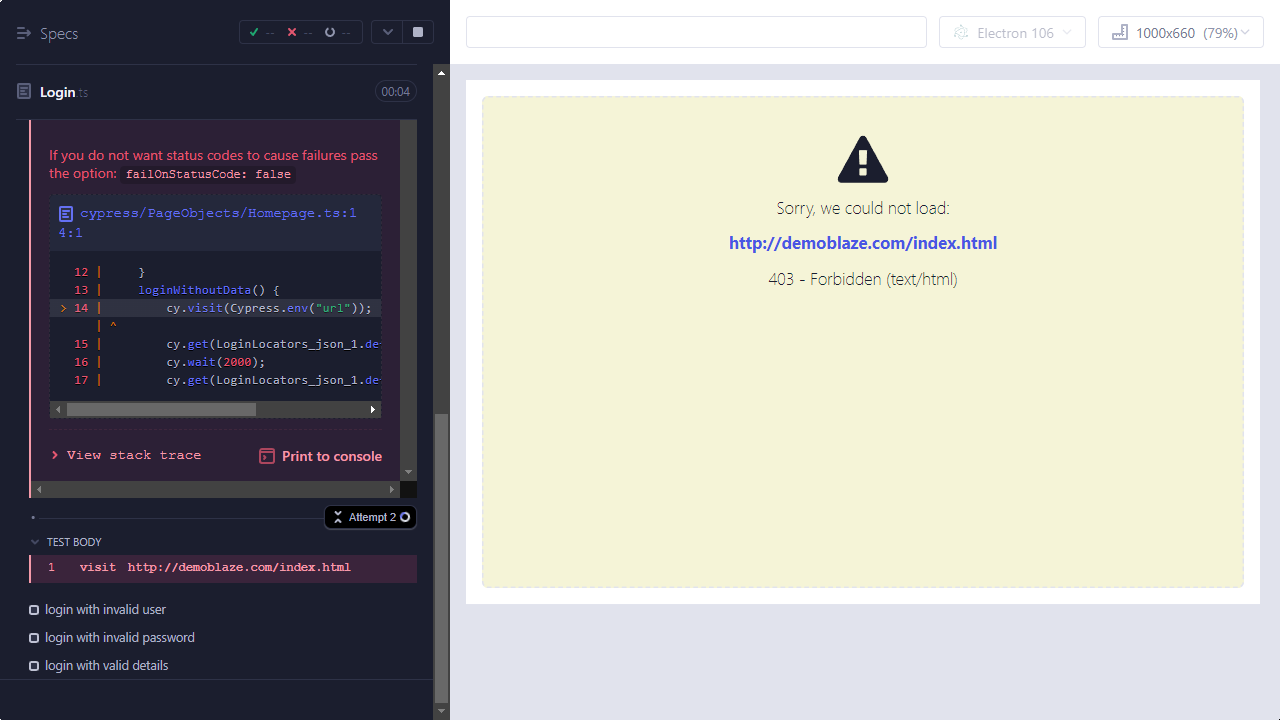 Specs
--
--
--
Login.ts
00:04
If you do not want status codes to cause failures pass
the option: failOnStatusCode: false
cypress/PageObjects/Homepage.ts:1
4:1
12 |     }
13 |     loginWithoutData() {
> 14 |         cy.visit(Cypress.env("url"));
| ^
15 |         cy.get(LoginLocators_json_1.de
16 |         cy.wait(2000);
17 |         cy.get(LoginLocators_json_1.de
View stack trace
Print to console
Attempt 2
TEST BODY
1 visit http://demoblaze.com/index.html
login with invalid user
login with invalid password
login with valid details
Electron 106
1000x660 (79%)
Sorry, we could not load:
http://demoblaze.com/index.html
403 - Forbidden (text/html)